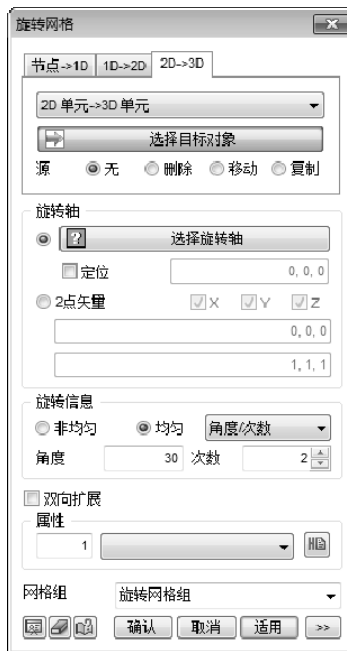 旋转网格
节点->1D 1D->2D 2D->3D
2D 单元->3D 单元
选择目标对象
源 无 删除 移动 复制
旋转轴
选择旋转轴
定位 0, 0, 0
2点矢量 X Y Z
0, 0, 0
1, 1, 1
旋转信息
非均匀 均匀 角度/次数
角度 30 次数 2
双向扩展
属性
1
网格组 旋转网格组
确认 取消 适用 >>